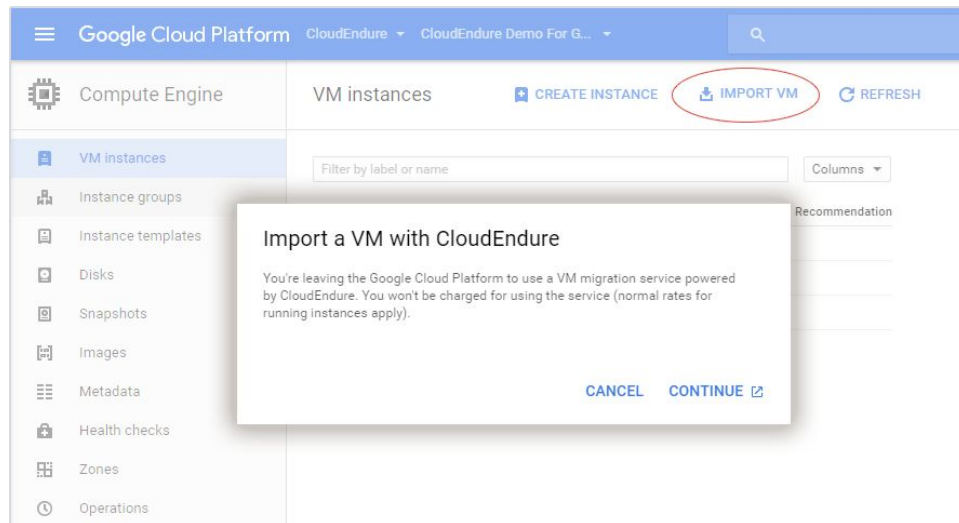 Google Cloud Platform CloudEndure CloudEndure Demo For G...
Compute Engine VM instances CREATE INSTANCE IMPORT VM REFRESH
VM instances
Filter by label or name Columns
Instance groups
Recommendation
Instance templates
Import a VM with CloudEndure
Disks
You're leaving the Google Cloud Platform to use a VM migration service powered
by CloudEndure. You won't be charged for using the service (normal rates for
running instances apply).
Snapshots
Images
Metadata
CANCEL CONTINUE
Health checks
Zones
Operations